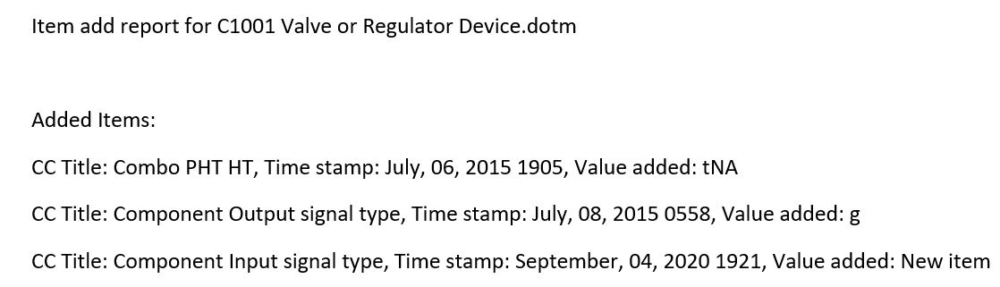 Item add report for C1001 Valve or Regulator Device.dotm
Added Items:
CC Title: Combo PHT HT, Time stamp: July, 06, 2015 1905, Value added: tNA
CC Title: Component Output signal type, Time stamp: July, 08, 2015 0558, Value added: g
CC Title: Component Input signal type, Time stamp: September, 04, 2020 1921, Value added: New item